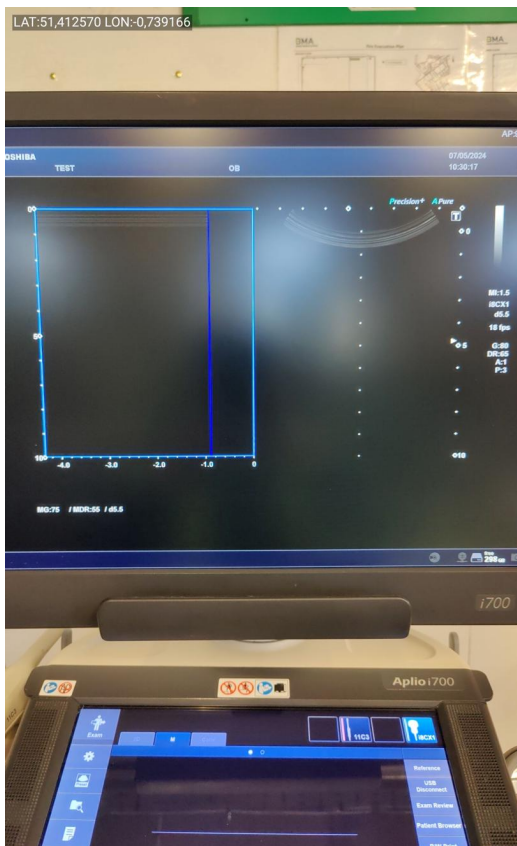 LAT:51,412570 LON:-0,739166
OSHIBA
TEST
OB
07/05/2024
10:30:17
Precision+ APure
T
0
0
MI:1.5
i8CX1
d5.5
18 fps
5
5
G:80
DR:65
A:1
P:3
10
10
-4.0 -3.0 -2.0 -1.0 0
MG:75 / MDR:55 / d5.5
i700
Aplio i700
Exam
11C3
i8CX1
Reference
USB
Disconnect
Exam Review
Patient Browser